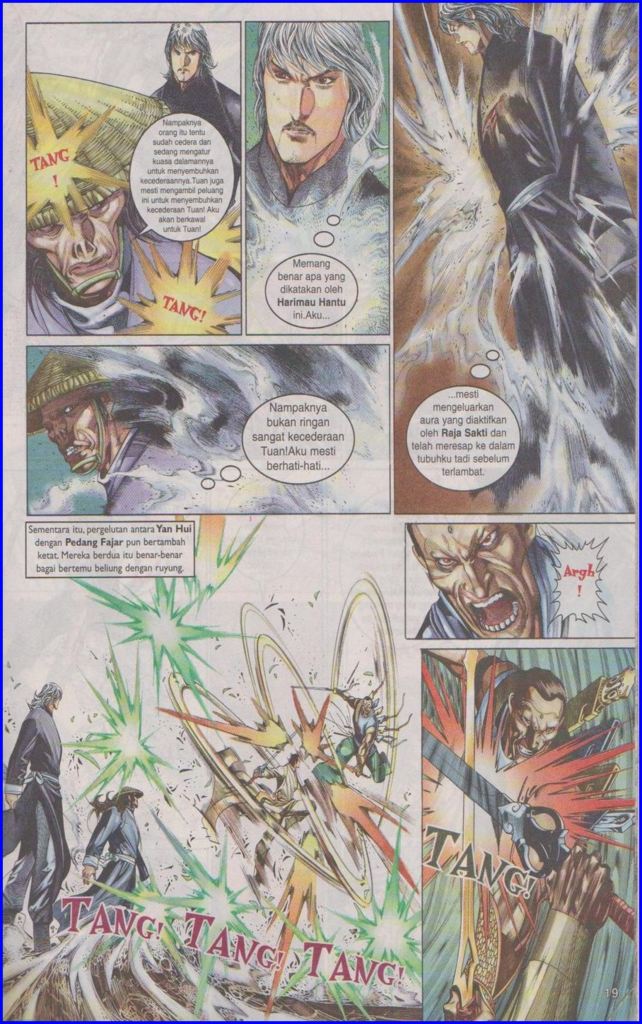 TANG
!
Nampaknya
orang itu tentu
sudah cedera dan
sedang mengatur
kuasa delamannya
untuk menyembuhkan
kecederaannya.Tuan juga
mesti mengambil peluang
ini untuk menyembuhkan
kecederaan Tuan! Aku
akan berkawal
untuk Tuan!
TANG!
Memang
benar apa yang
dikatakan oleh
Harimau Hantu
ini.Aku...
...mesti
mengeluarkan
aura yang diaktifkan
oleh Raja Sakti dan
telah meresap ke dalam
tubuhku tadi sebelum
terlambat.
Nampaknya
bukan ringan
sangat kecederaan
Tuan!Aku mesti
berhati-hati...
Sementara itu, pergelutan antara Yan Hui
dengan Pedang Fajar pun bertambah
ketat. Mereka berdua itu benar-benar
bagai bertemu beliung dengan ruyung.
Argh
!
TANG! TANG! TANG!
TANG!
19